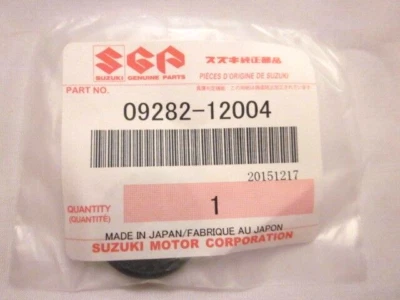 SGP スズキ純正部品
SUZUKI GENUINE PARTS PIÈCES D'ORIGINE DE SUZUKI
PART NO.
09282-12004
20151217
QUANTITY
(QUANTITÉ)
1
MADE IN JAPAN/FABRIQUE AU JAPON
SUZUKI MOTOR CORPORATION